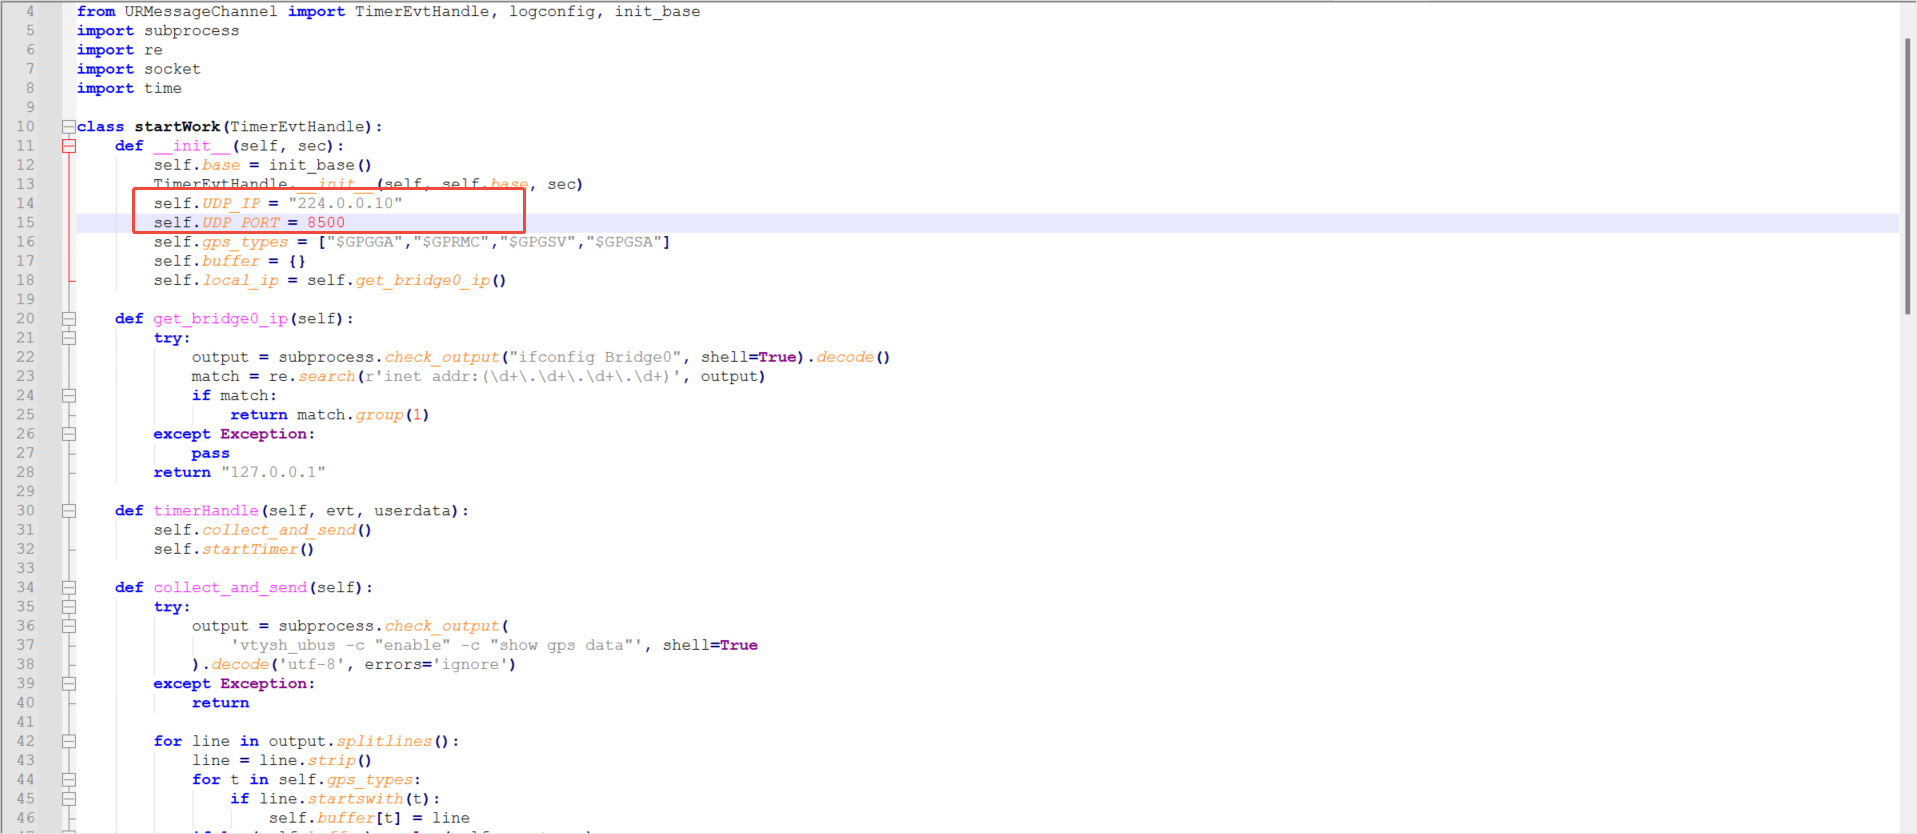 4 from URMessageChannel import TimerEvtHandle, logconfig, init_base
5 import subprocess
6 import re
7 import socket
8 import time
9
10 class startWork(TimerEvtHandle):
11     def __init__(self, sec):
12         self.base = init_base()
13         TimerEvtHandle.__init__(self, self.base, sec)
14         self.UDP_IP = "224.0.0.10"
15         self.UDP_PORT = 8500
16         self.gps_types = ["$GPGGA","$GPRMC","$GPGSV","$GPGSA"]
17         self.buffer = {}
18         self.local_ip = self.get_bridge0_ip()
19
20     def get_bridge0_ip(self):
21         try:
22             output = subprocess.check_output("ifconfig Bridge0", shell=True).decode()
23             match = re.search(r'inet addr:(\d+\.\d+\.\d+\.\d+)', output)
24             if match:
25                 return match.group(1)
26         except Exception:
27             pass
28         return "127.0.0.1"
29
30     def timerHandle(self, evt, userdata):
31         self.collect_and_send()
32         self.startTimer()
33
34     def collect_and_send(self):
35         try:
36             output = subprocess.check_output(
37                 'vtysh_ubus -c "enable" -c "show gps data"', shell=True
38             ).decode('utf-8', errors='ignore')
39         except Exception:
40             return
41
42         for line in output.splitlines():
43             line = line.strip()
44             for t in self.gps_types:
45                 if line.startswith(t):
46                     self.buffer[t] = line